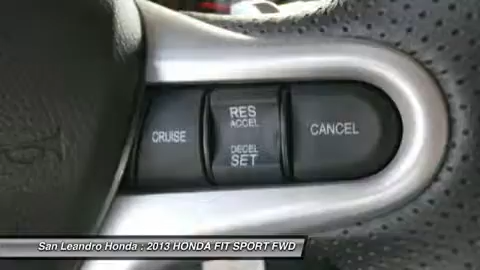 CRUISE
RES
ACCEL
DECEL
SET
CANCEL
San Leandro Honda : 2013 HONDA FIT SPORT FWD